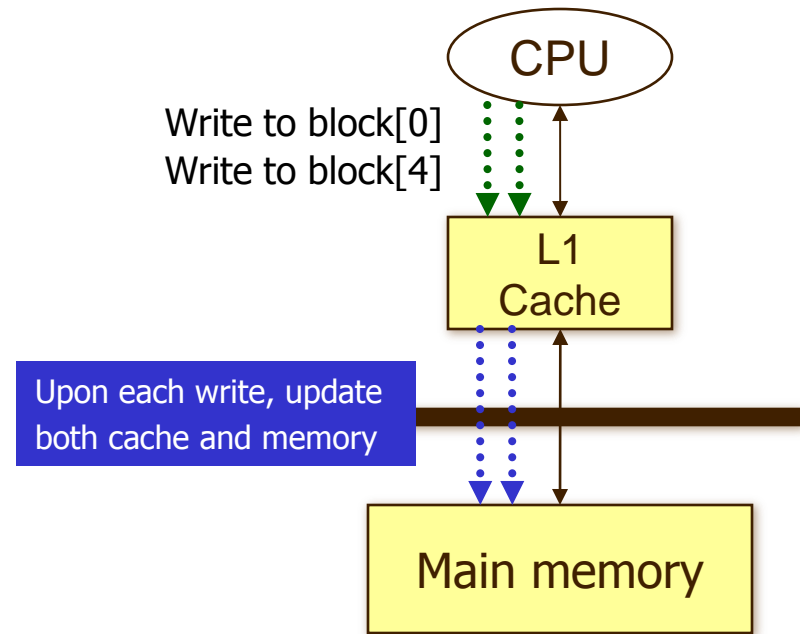 CPU
Write to block[0]
Write to block[4]
L1
Cache
Upon each write, update
both cache and memory
Main memory